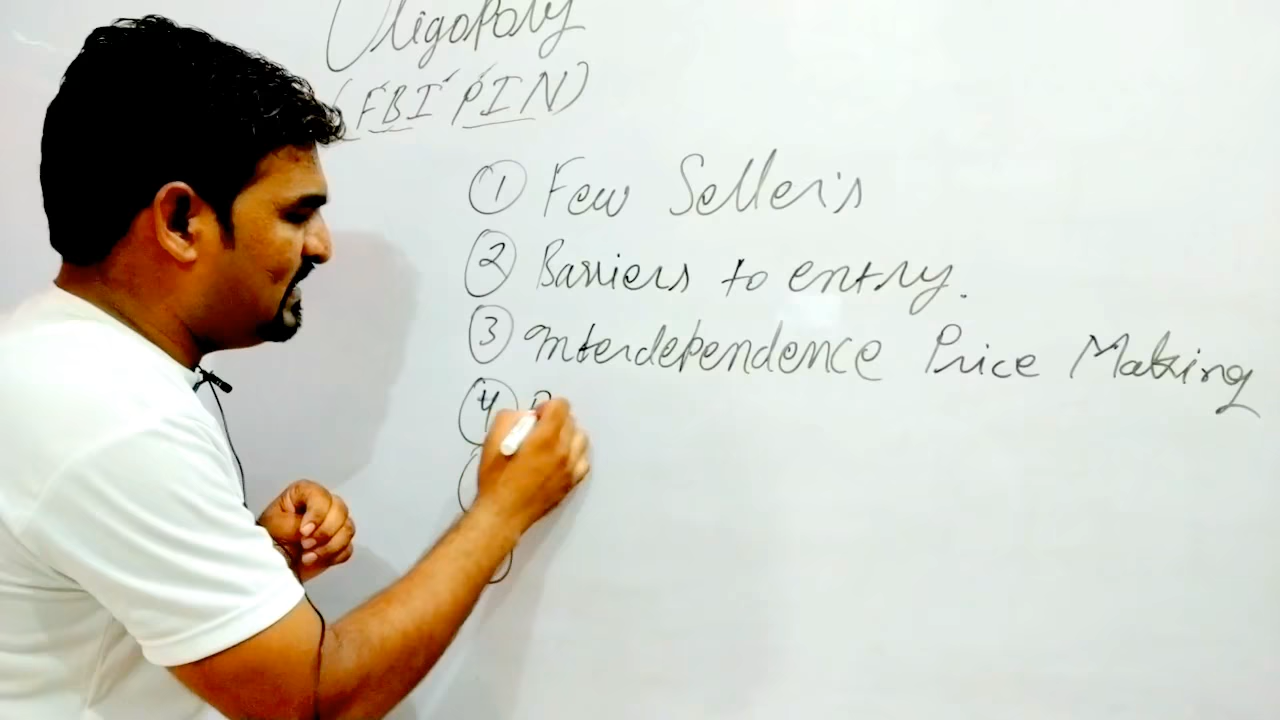 Oligopoly
(FBI PIN)
① Few Sellers
② Barriers to entry.
③ Interdependence Price Making
④